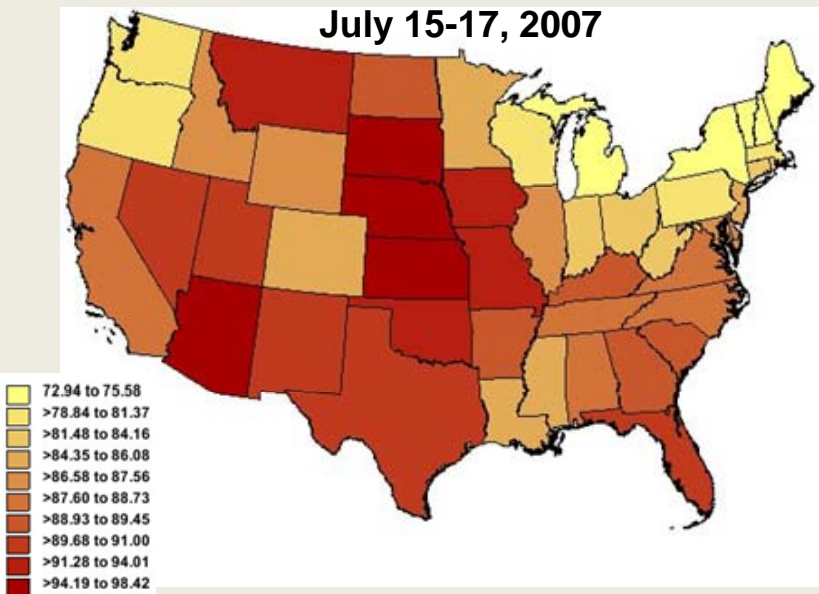 July 15-17, 2007
72.94 to 75.58
>78.84 to 81.37
>81.48 to 84.16
>84.35 to 86.08
>86.58 to 87.56
>87.60 to 88.73
>88.93 to 89.45
>89.68 to 91.00
>91.28 to 94.01
>94.19 to 98.42